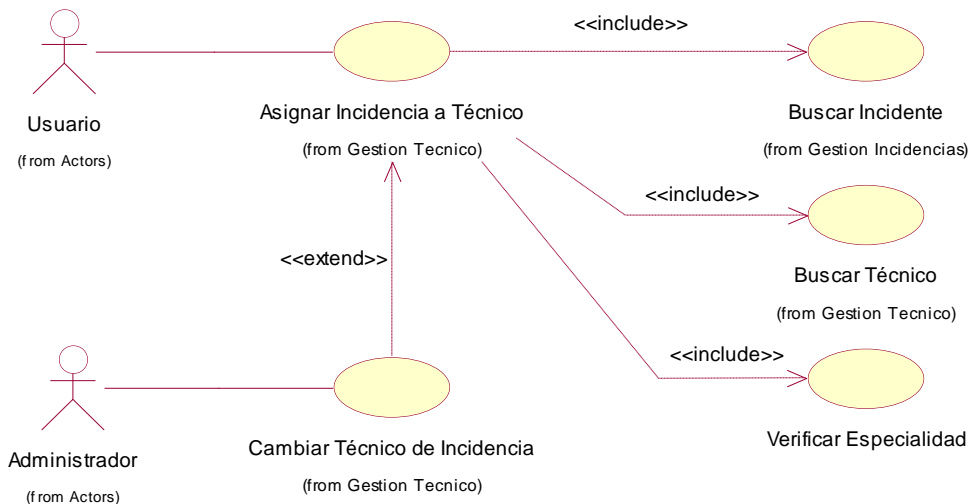 <<include>>
Usuario
(from Actors)
Asignar Incidencia a Técnico
(from Gestion Tecnico)
Buscar Incidente
(from Gestion Incidencias)
<<include>>
<<extend>>
Buscar Técnico
(from Gestion Tecnico)
<<include>>
Administrador
(from Actors)
Cambiar Técnico de Incidencia
(from Gestion Tecnico)
Verificar Especialidad